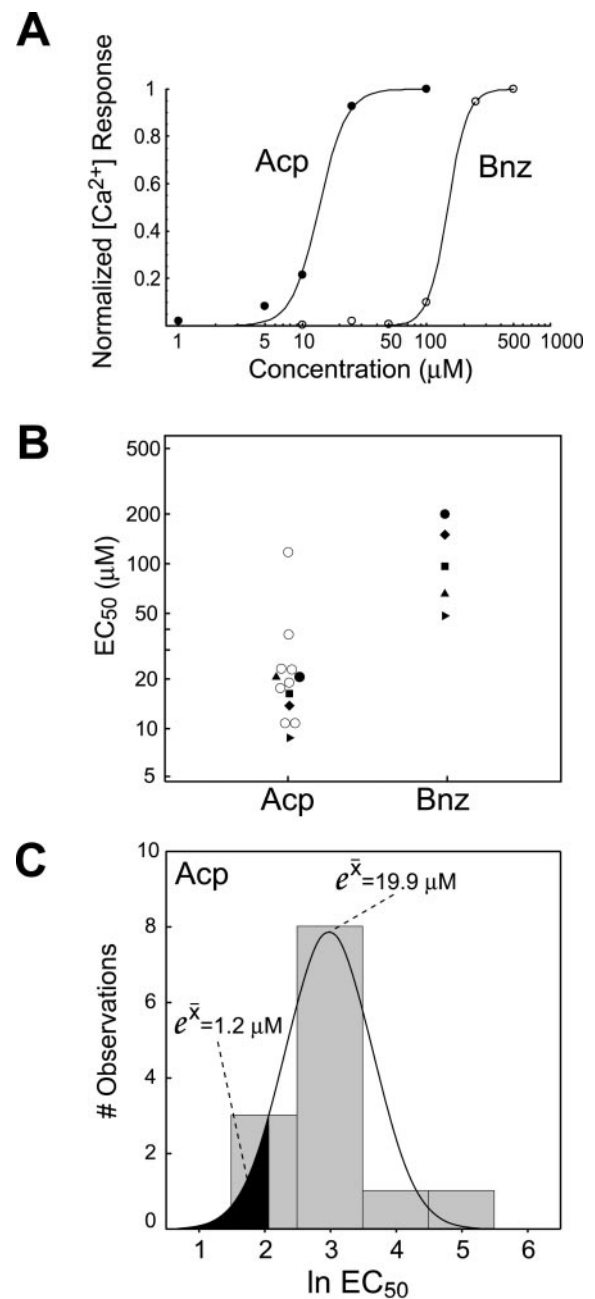 A
Normalized [Ca²⁺] Response
1
0.8
0.6
0.4
0.2
Acp
Bnz
1 5 10 50 100 500 1000
Concentration (μM)
B
EC₅₀ (μM)
500
200
100
50
20
10
5
Acp Bnz
C
# Observations
10
8
6
4
2
0
Acp
e^x̄=19.9 μM
e^x̄=1.2 μM
1 2 3 4 5 6
ln EC₅₀